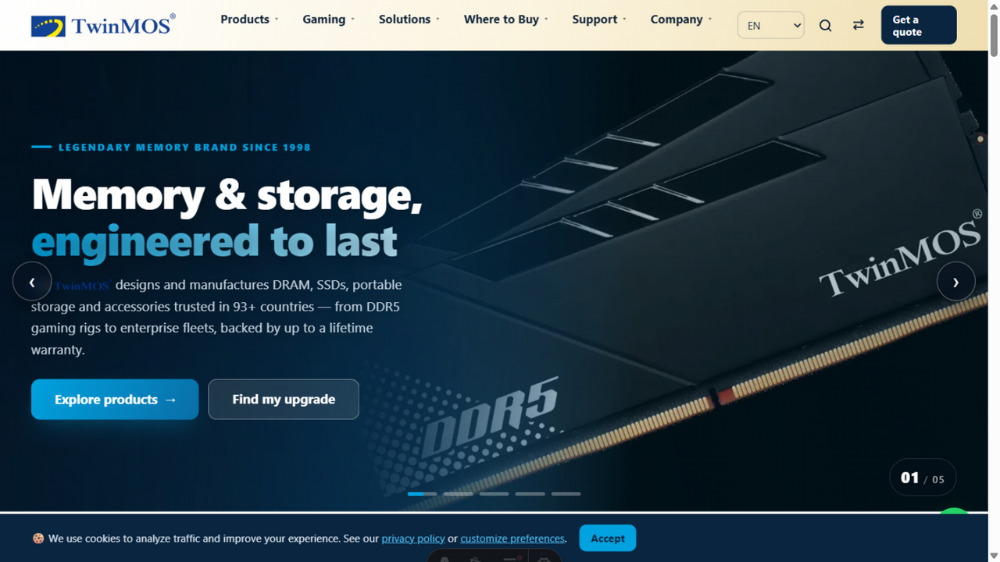 TwinMOS®
Products
Gaming
Solutions
Where to Buy
Support
Company
EN
Get a
quote
LEGENDARY MEMORY BRAND SINCE 1998
Memory & storage,
engineered to last
TwinMOS® designs and manufactures DRAM, SSDs, portable
storage and accessories trusted in 93+ countries — from DDR5
gaming rigs to enterprise fleets, backed by up to a lifetime
warranty.
Explore products →
Find my upgrade
TwinMOS®
DDR5
01 / 05
🍪 We use cookies to analyze traffic and improve your experience. See our privacy policy or customize preferences.
Accept